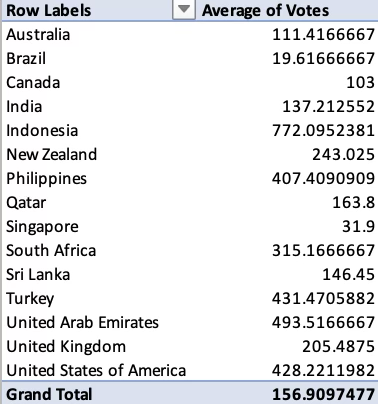 Row Labels Average of Votes
Australia 111.4166667
Brazil 19.61666667
Canada 103
India 137.212552
Indonesia 772.0952381
New Zealand 243.025
Philippines 407.4090909
Qatar 163.8
Singapore 31.9
South Africa 315.1666667
Sri Lanka 146.45
Turkey 431.4705882
United Arab Emirates 493.5166667
United Kingdom 205.4875
United States of America 428.2211982
Grand Total 156.9097477